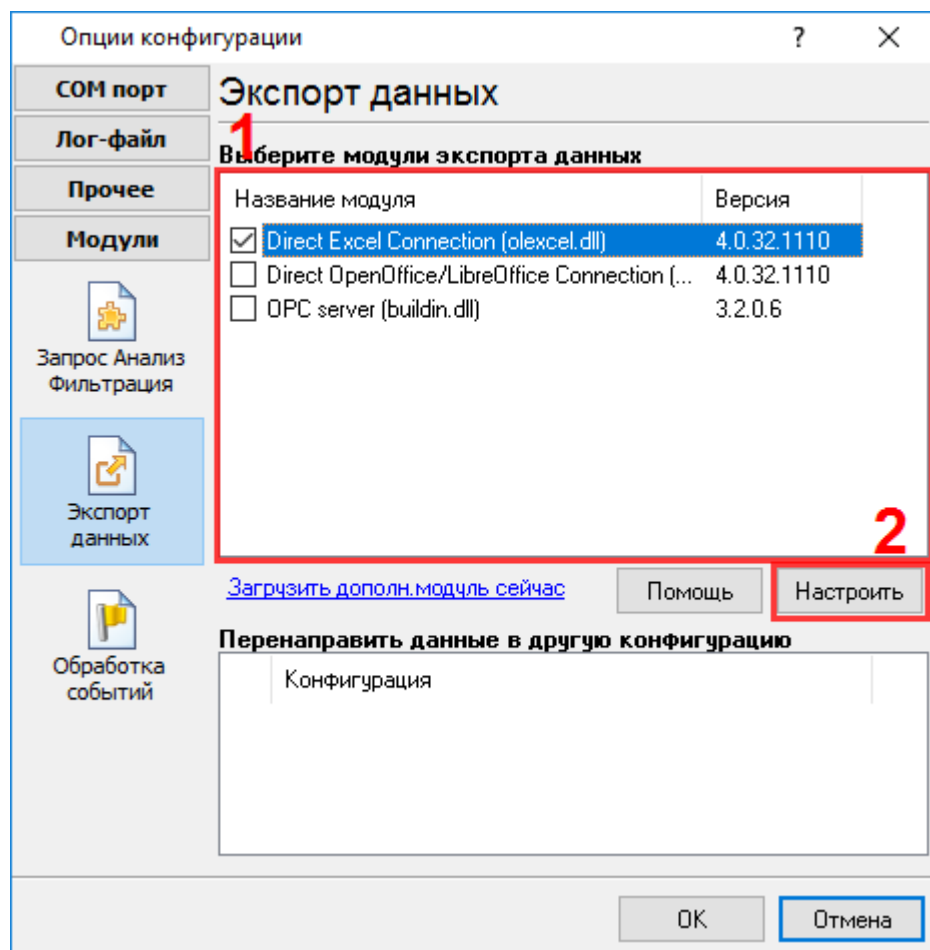 Опции конфигурации ? ✕
COM порт
Экспорт данных
Лог-файл
1
Выберите модули экспорта данных
Прочее
Название модуля Версия
Модули
Direct Excel Connection (olexcel.dll) 4.0.32.1110
Direct OpenOffice/LibreOffice Connection (... 4.0.32.1110
OPC server (buildin.dll) 3.2.0.6
Запрос Анализ
Фильтрация
Экспорт
данных
2
Загрузить дополн.модуль сейчас Помощь Настроить
Перенаправить данные в другую конфигурацию
Конфигурация
Обработка
событий
OK Отмена